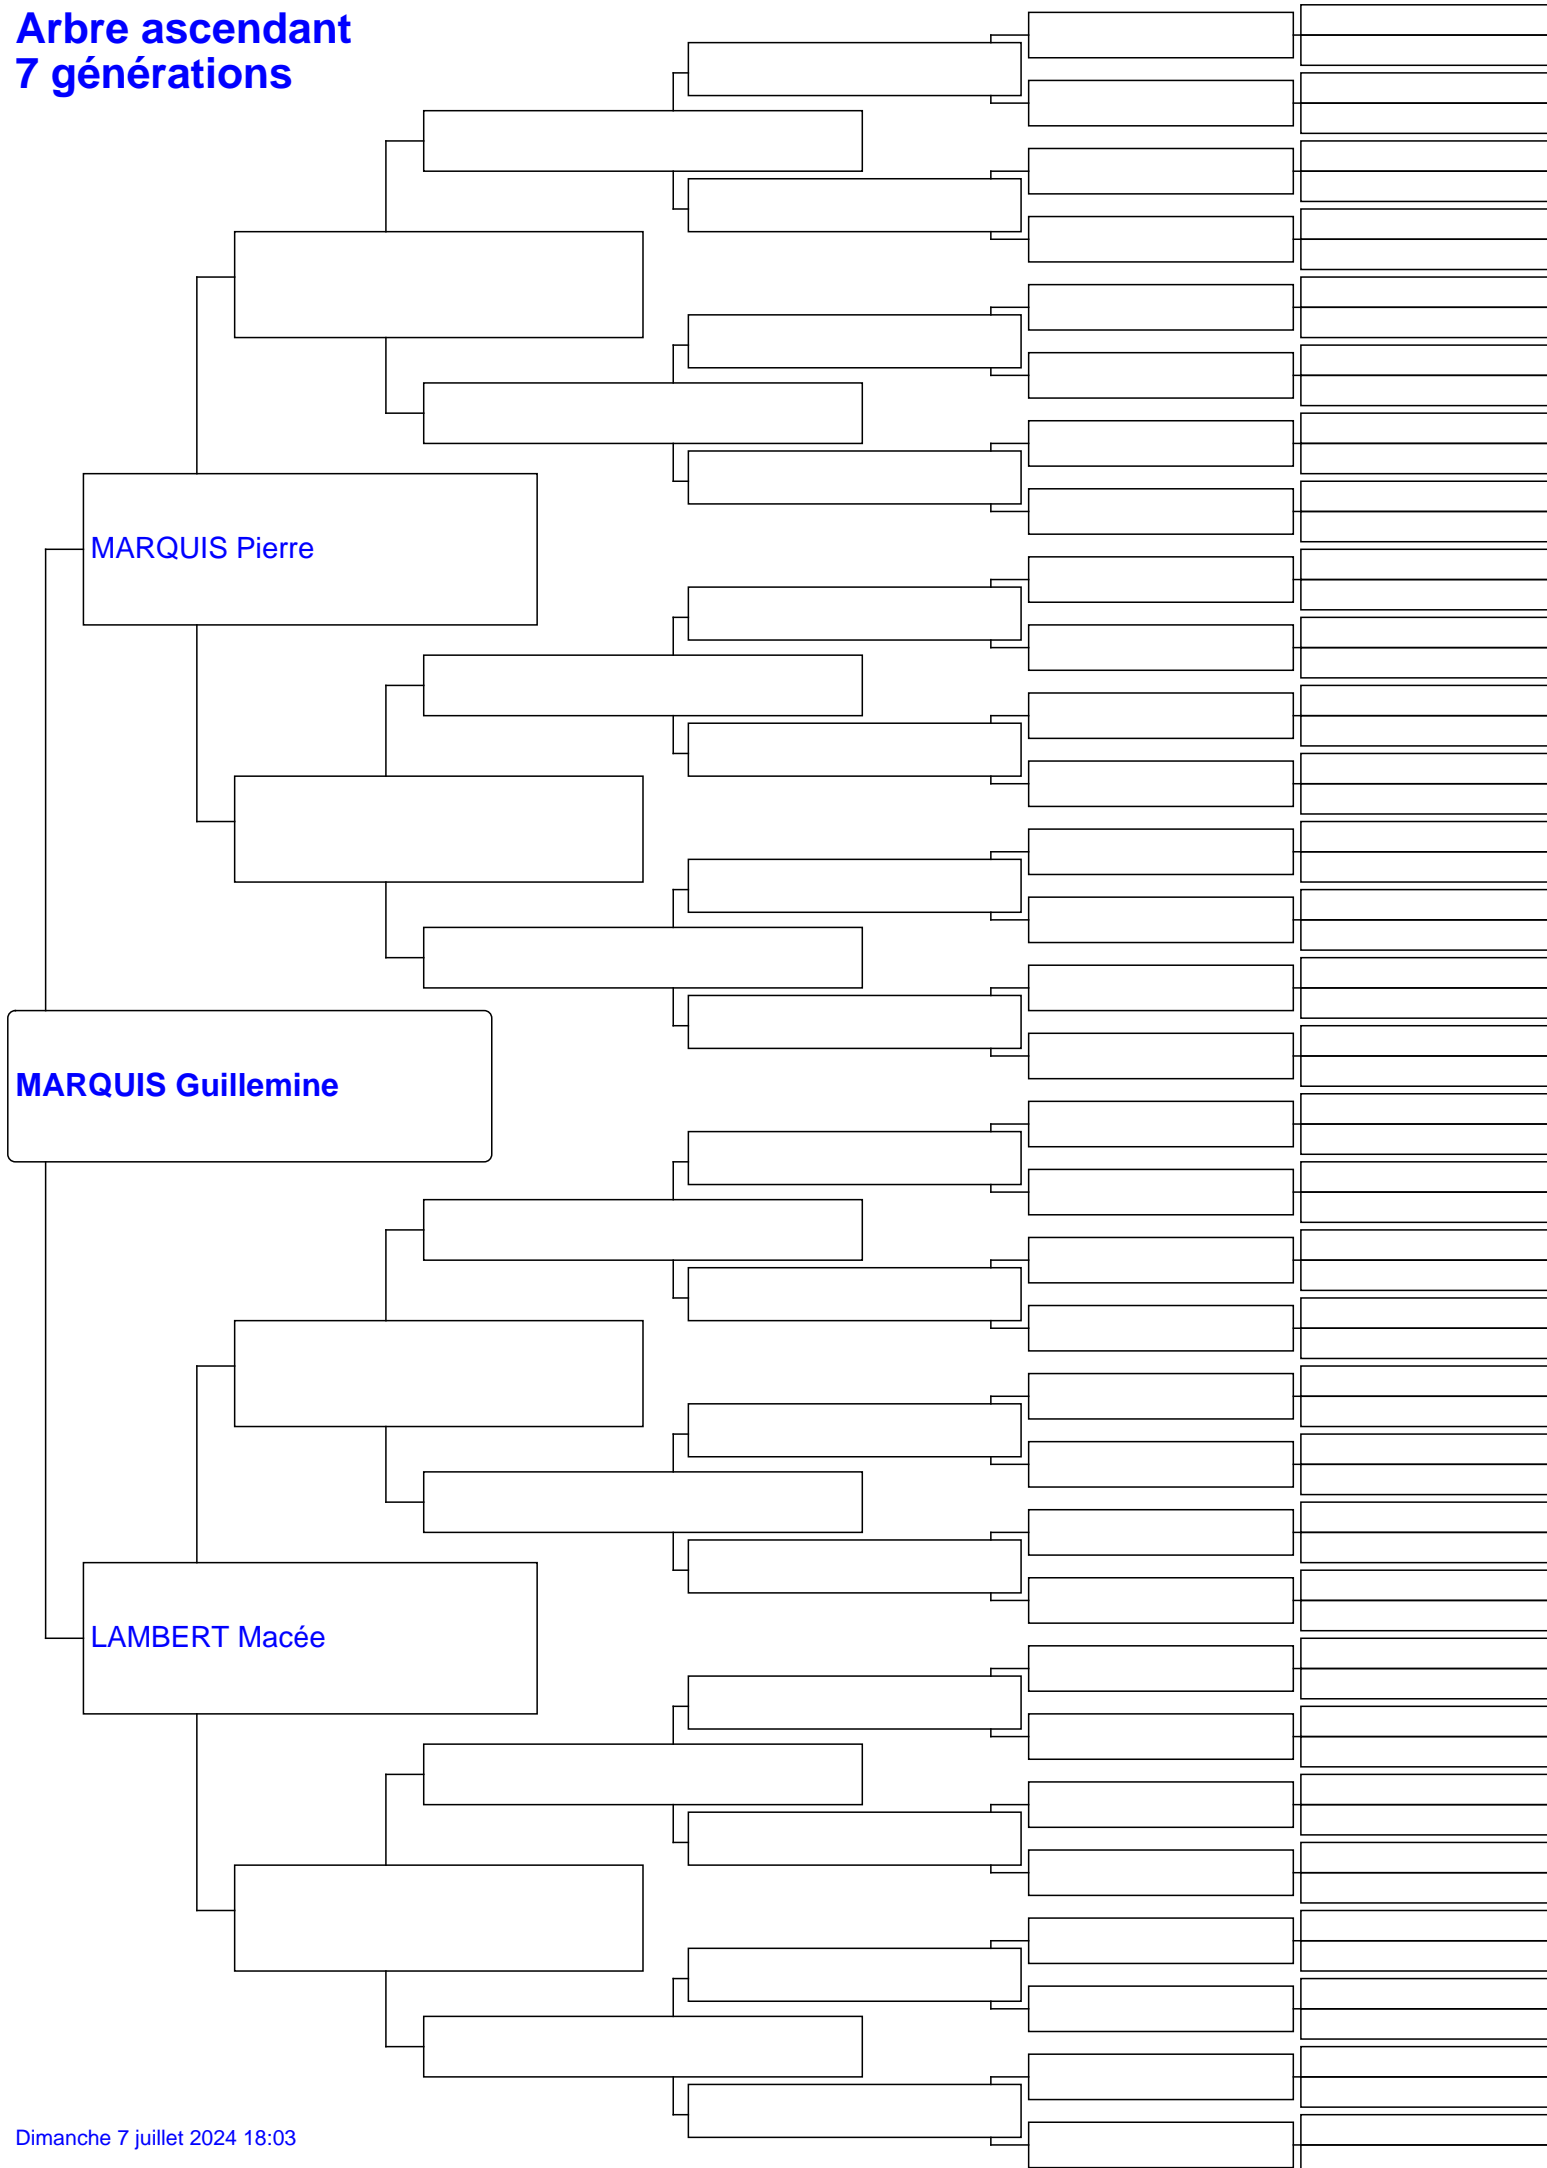 Arbre ascendant
7 générations
MARQUIS Pierre
MARQUIS Guillemine
LAMBERT Macée
Dimanche 7 juillet 2024 18:03